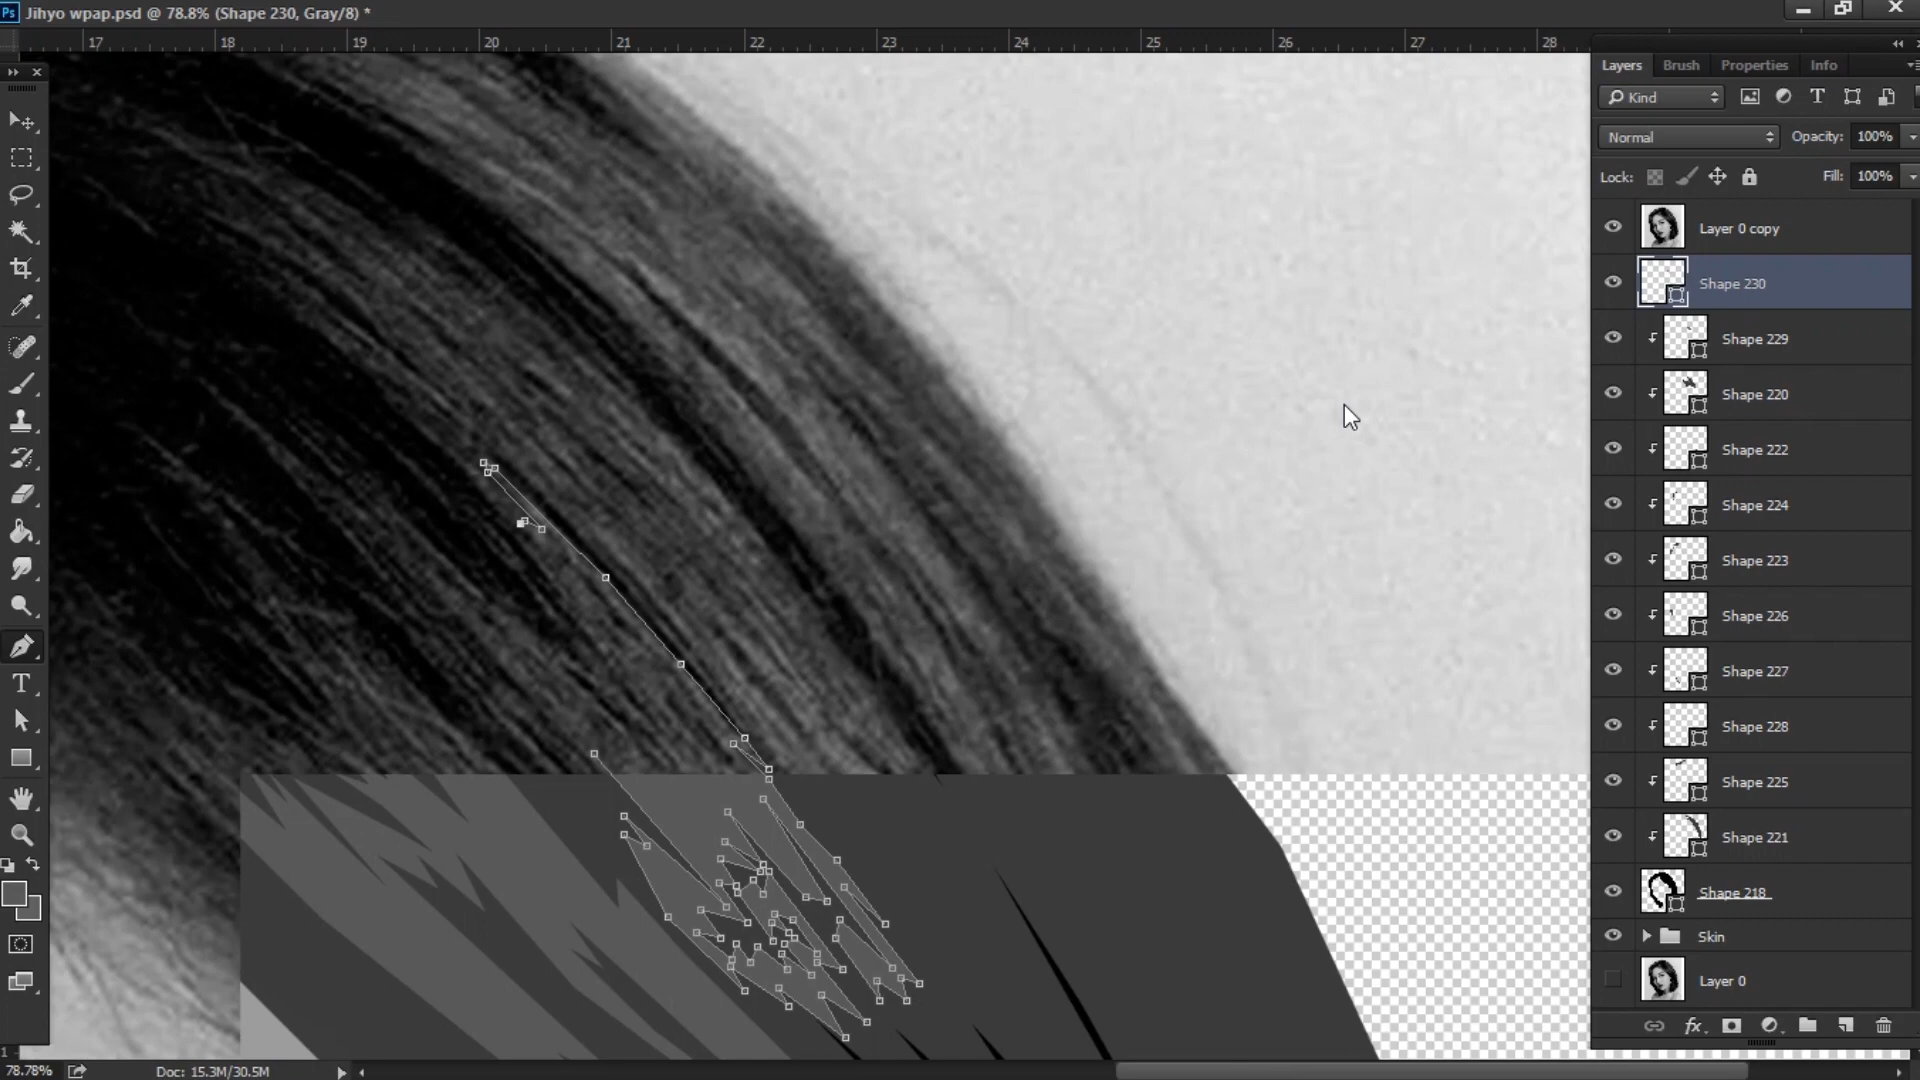 Ps Jihyo wpap.psd @ 78.8% (Shape 230, Gray/8) *
17 18 19 20 21 22 23 24 25 26 27 28
Layers Brush Properties Info
Kind
Normal Opacity: 100%
Lock: Fill: 100%
Layer 0 copy
Shape 230
Shape 229
Shape 220
Shape 222
Shape 224
Shape 223
Shape 226
Shape 227
Shape 228
Shape 225
Shape 221
Shape 218
Skin
Layer 0
fx
1
78.78% Doc: 15.3M/30.5M